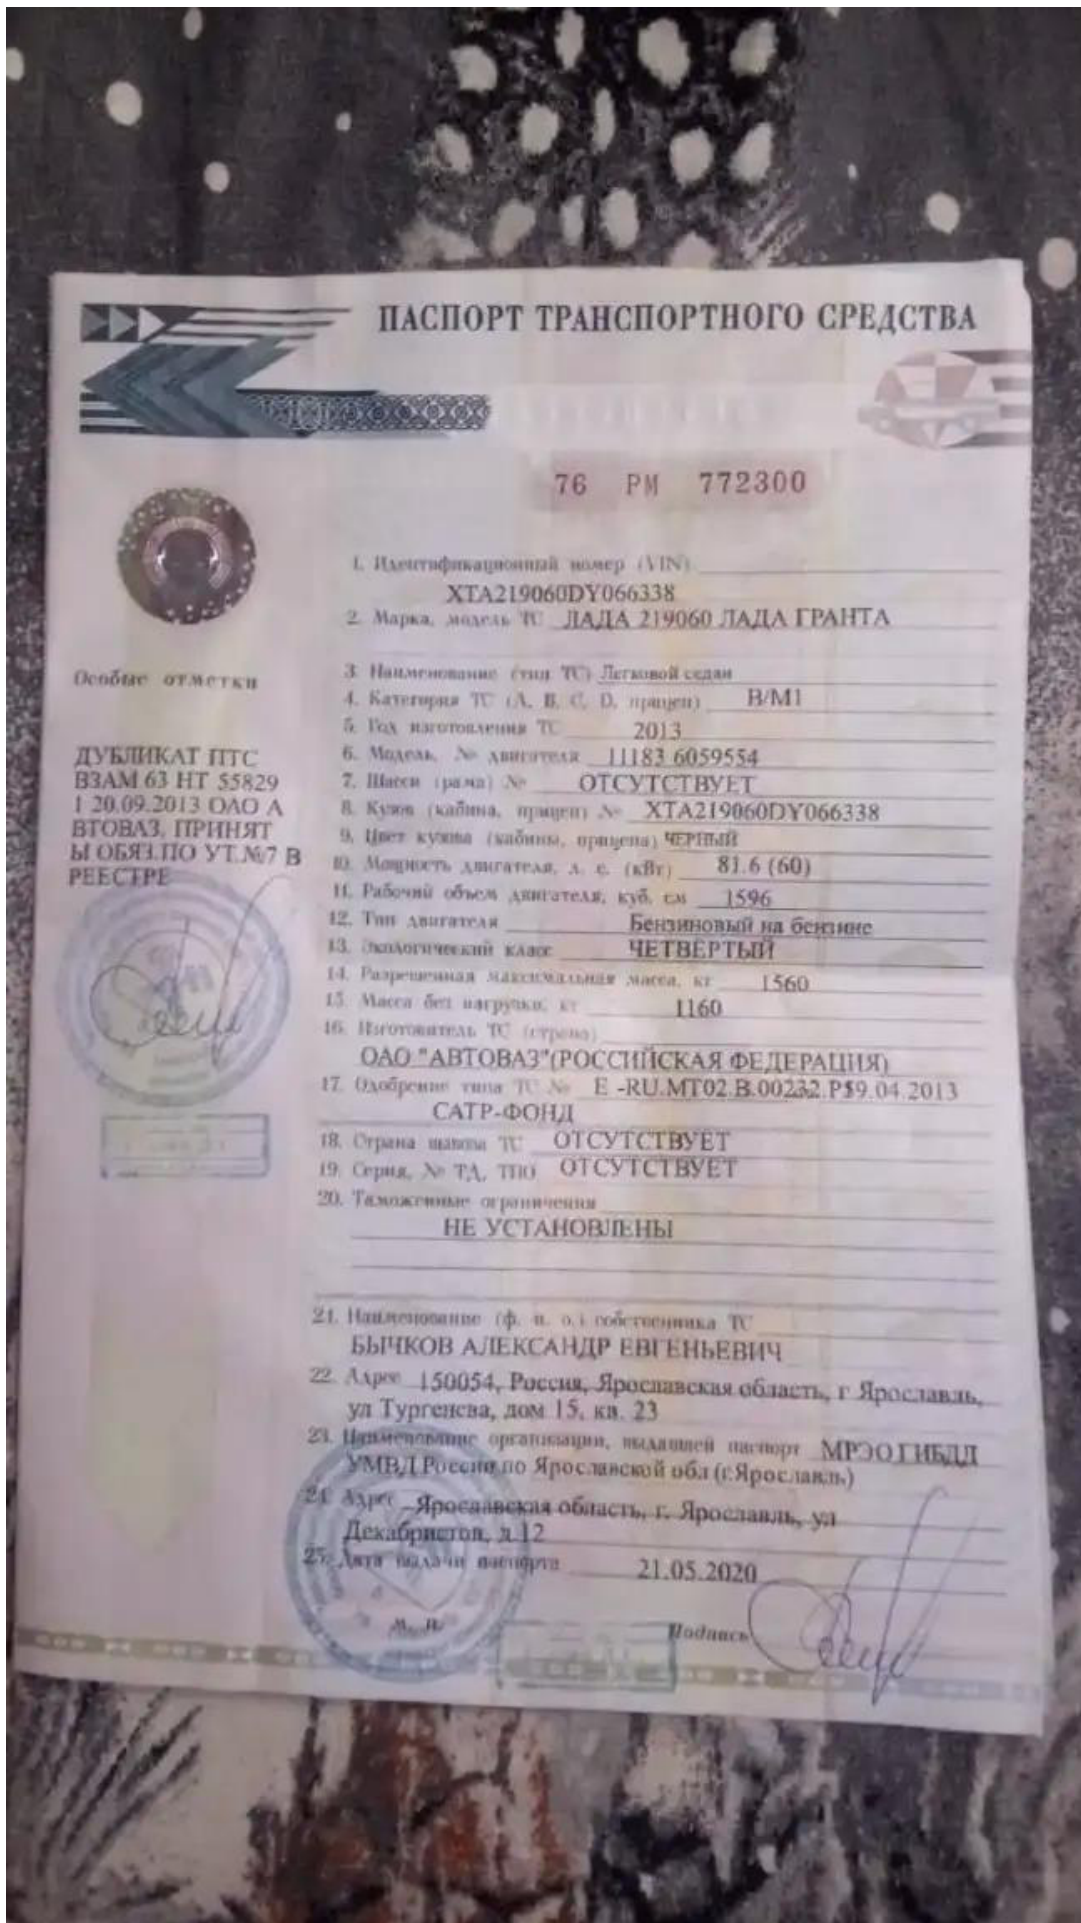 ПАСПОРТ ТРАНСПОРТНОГО СРЕДСТВА
76 РМ 772300
1. Идентификационный номер (VIN)
XTA219060DY066338
2. Марка, модель ТС ЛАДА 219060 ЛАДА ГРАНТА
3. Наименование (тип ТС) Легковой седан
4. Категория ТС (A, B, C, D, прицеп) B/M1
5. Год изготовления ТС 2013
6. Модель, № двигателя 11183 6059554
7. Шасси (рама) № ОТСУТСТВУЕТ
8. Кузов (кабина, прицеп) № XTA219060DY066338
9. Цвет кузова (кабины, прицепа) ЧЕРНЫЙ
10. Мощность двигателя, л. с. (кВт) 81.6 (60)
11. Рабочий объем двигателя, куб. см 1596
12. Тип двигателя Бензиновый на бензине
13. Экологический класс ЧЕТВЕРТЫЙ
14. Разрешенная максимальная масса, кг 1560
15. Масса без нагрузки, кг 1160
16. Изготовитель ТС (страна)
ОАО "АВТОВАЗ"(РОССИЙСКАЯ ФЕДЕРАЦИЯ)
17. Одобрение типа ТС № E -RU.MT02.B.00232.P$9.04.2013
САТР-ФОНД
18. Страна вывоза ТС ОТСУТСТВУЕТ
19. Серия, № ТД, ТПО ОТСУТСТВУЕТ
20. Таможенные ограничения
НЕ УСТАНОВЛЕНЫ
21. Наименование (ф. и. о.) собственника ТС
БЫЧКОВ АЛЕКСАНДР ЕВГЕНЬЕВИЧ
22. Адрес 150054, Россия, Ярославская область, г Ярославль,
ул Тургенева, дом 15, кв. 23
23. Наименование организации, выдавшей паспорт МРЭО ГИБДД
УМВД России по Ярославской обл (г.Ярославль)
24. Адрес Ярославская область, г. Ярославль, ул
Декабристов, д.12
25. Дата выдачи паспорта 21.05.2020
М. П.
Подпись
Особые отметки
ДУБЛИКАТ ПТС
ВЗАМ 63 НТ 55829
1 20.09.2013 ОАО А
ВТОВАЗ. ПРИНЯТ
Ы ОБЯЗ.ПО УТ.№7 В
РЕЕСТРЕ